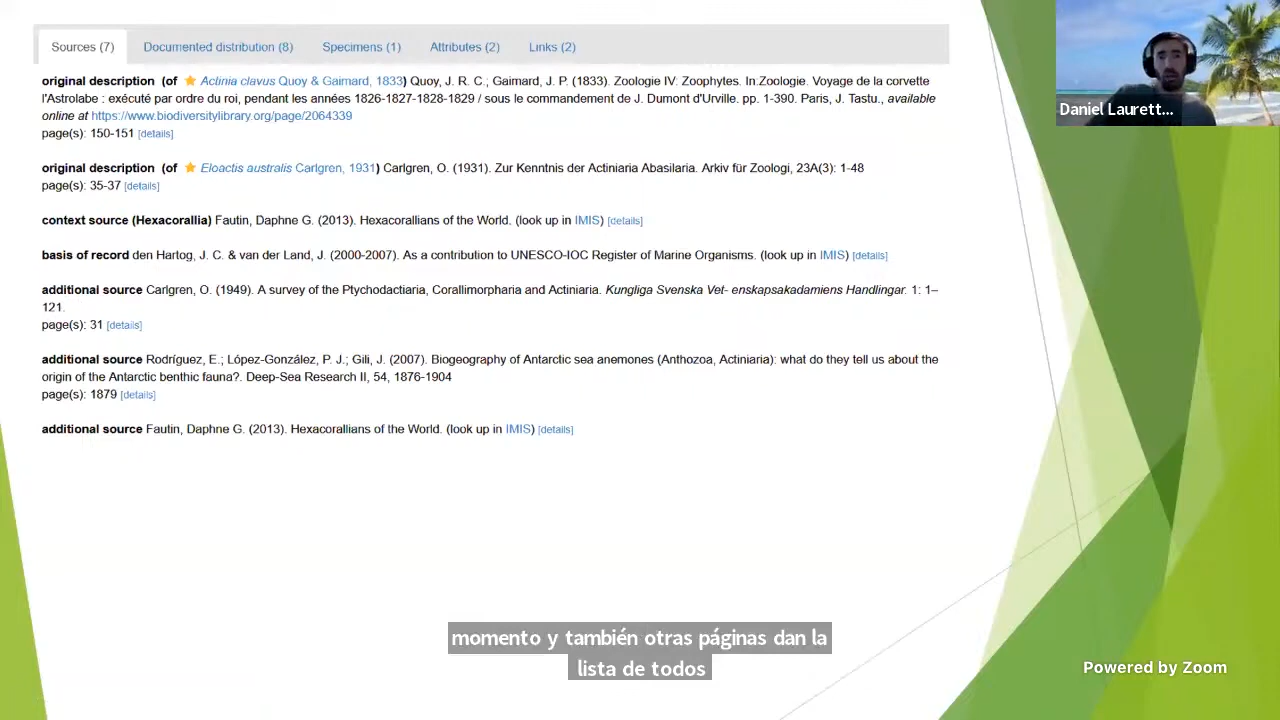 Sources (7) Documented distribution (8) Specimens (1) Attributes (2) Links (2)
original description (of ★ Actinia clavus Quoy & Gaimard, 1833) Quoy, J. R. C.; Gaimard, J. P. (1833). Zoologie IV: Zoophytes. In:Zoologie. Voyage de la corvette
l'Astrolabe : exécuté par ordre du roi, pendant les années 1826-1827-1828-1829 / sous le commandement de J. Dumont d'Urville. pp. 1-390. Paris, J. Tastu., available
online at https://www.biodiversitylibrary.org/page/2064339
page(s): 150-151 [details]
original description (of ★ Eloactis australis Carlgren, 1931) Carlgren, O. (1931). Zur Kenntnis der Actiniaria Abasilaria. Arkiv für Zoologi, 23A(3): 1-48
page(s): 35-37 [details]
context source (Hexacorallia) Fautin, Daphne G. (2013). Hexacorallians of the World. (look up in IMIS) [details]
basis of record den Hartog, J. C. & van der Land, J. (2000-2007). As a contribution to UNESCO-IOC Register of Marine Organisms. (look up in IMIS) [details]
additional source Carlgren, O. (1949). A survey of the Ptychodactiaria, Corallimorpharia and Actiniaria. Kungliga Svenska Vet- enskapsakadamiens Handlingar. 1: 1–
121.
page(s): 31 [details]
additional source Rodríguez, E.; López-González, P. J.; Gili, J. (2007). Biogeography of Antarctic sea anemones (Anthozoa, Actiniaria): what do they tell us about the
origin of the Antarctic benthic fauna?. Deep-Sea Research II, 54, 1876-1904
page(s): 1879 [details]
additional source Fautin, Daphne G. (2013). Hexacorallians of the World. (look up in IMIS) [details]
Daniel Laurett...
momento y también otras páginas dan la
lista de todos
Powered by Zoom